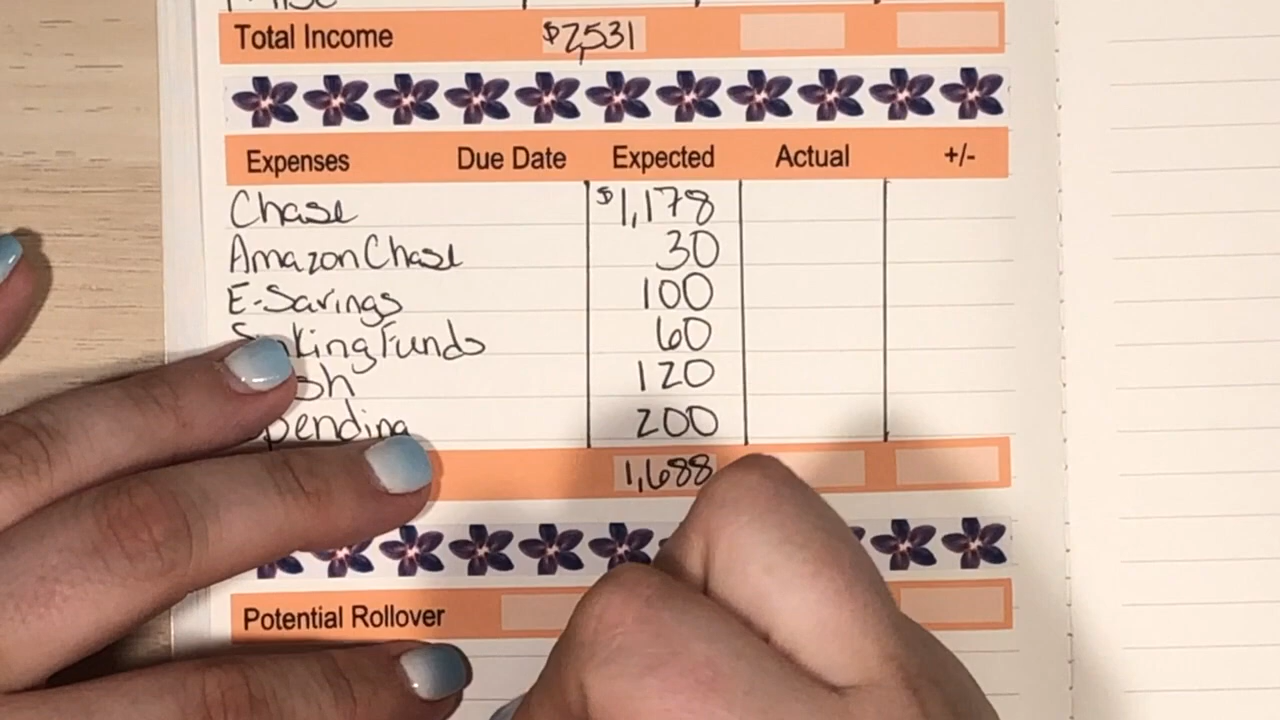 Total Income $2,531
Expenses Due Date Expected Actual +/-
Chase $1,178
Amazon Chase 30
E-Savings 100
Funds 60
120
200
1,688
Potential Rollover